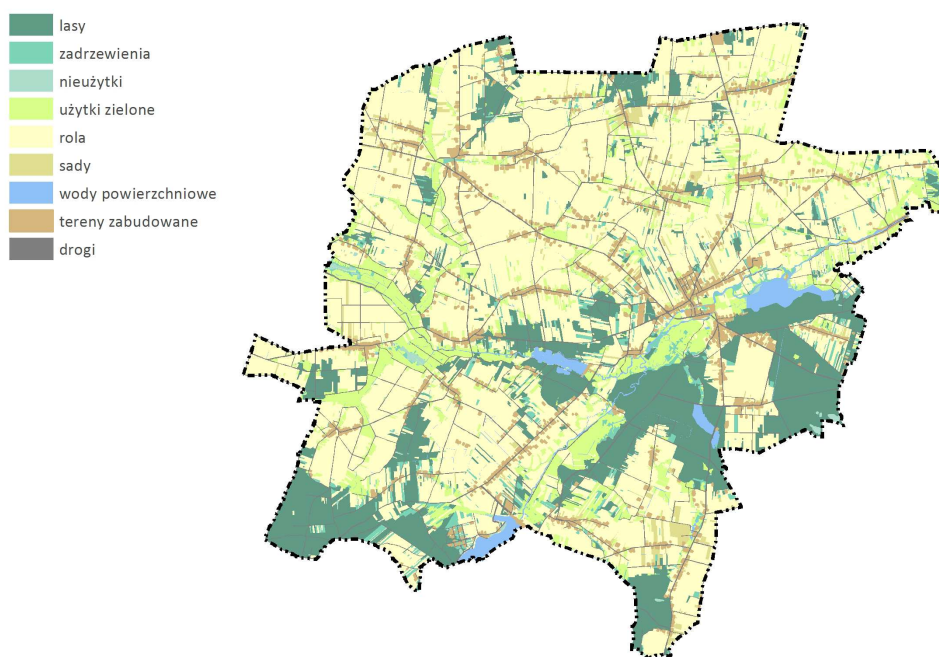 lasy
zadrzewienia
nieużytki
użytki zielone
rola
sady
wody powierzchniowe
tereny zabudowane
drogi